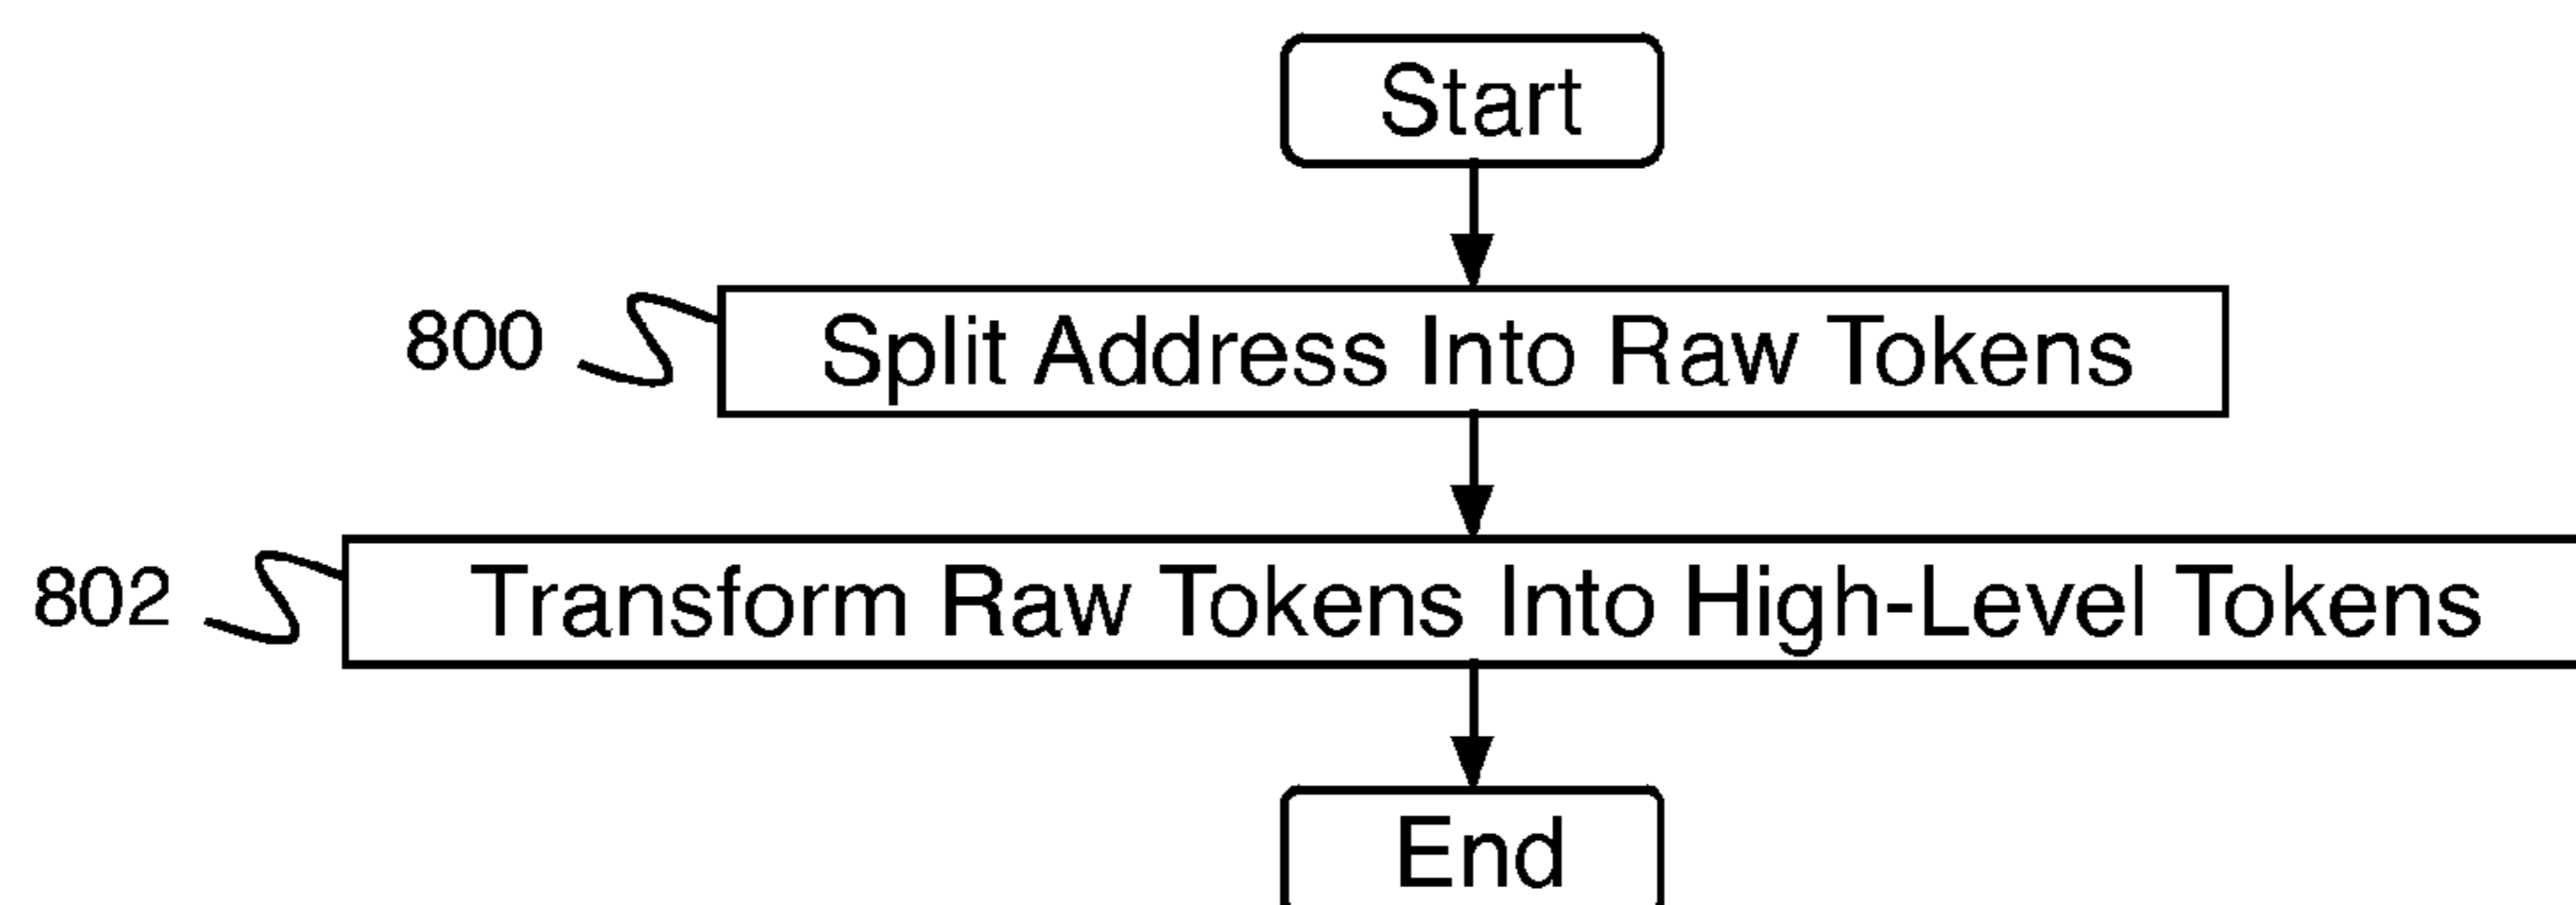 Start
800 Split Address Into Raw Tokens
802 Transform Raw Tokens Into High-Level Tokens
End